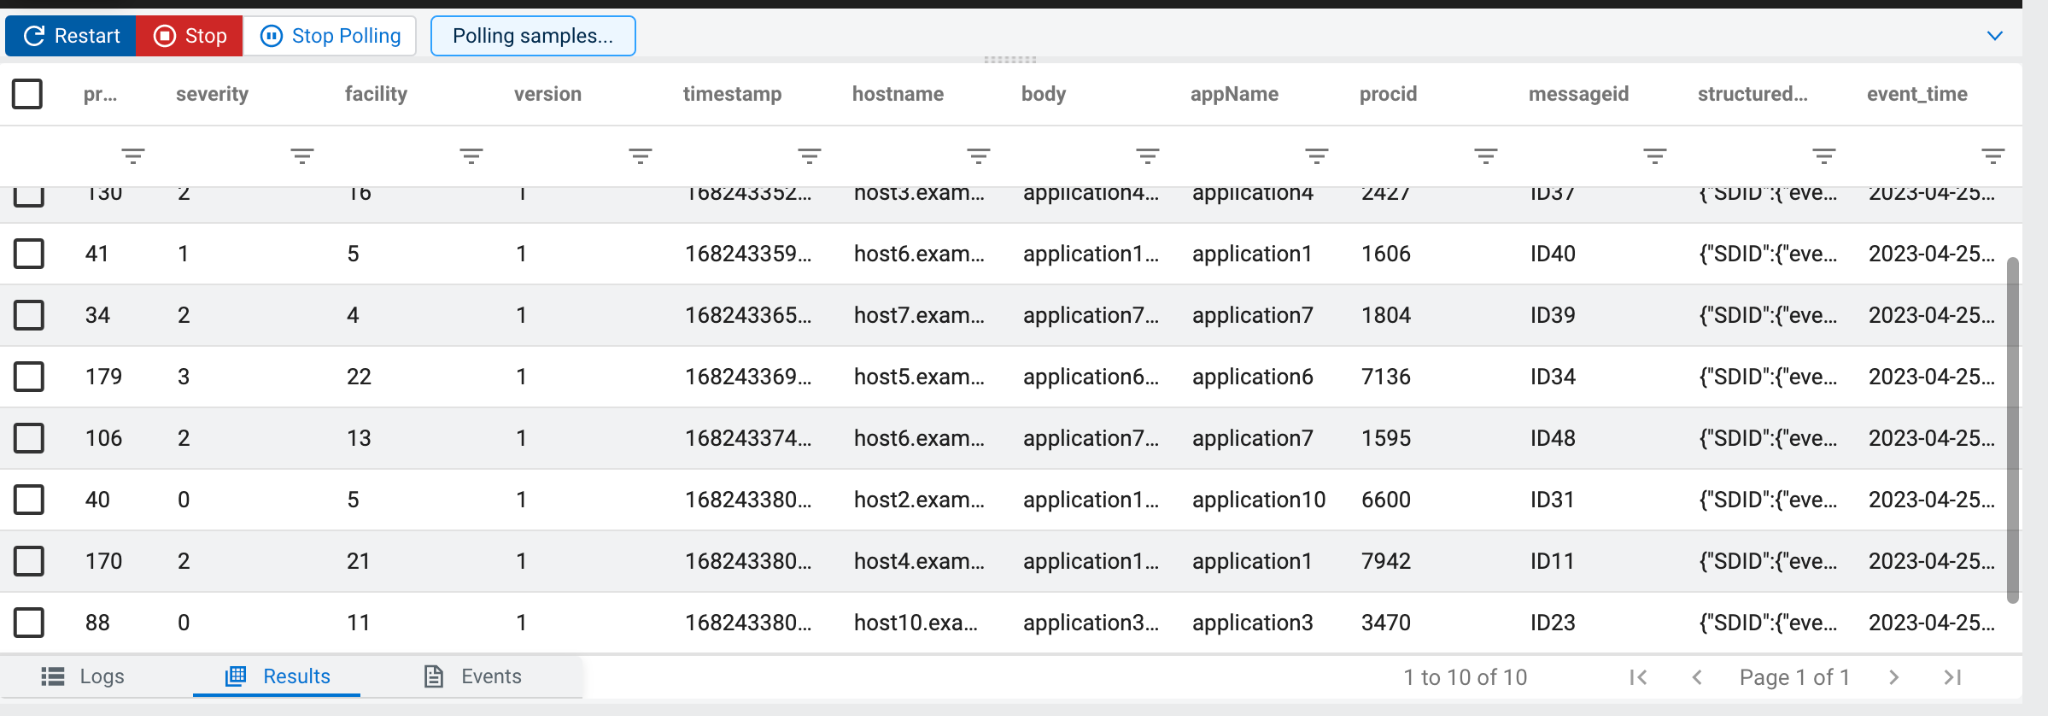 Restart Stop Stop Polling Polling samples...
pr... severity facility version timestamp hostname body appName procid messageid structured... event_time
130 2 16 1 168243352... host3.exam... application4... application4 2427 ID37 {"SDID":{"eve... 2023-04-25...
41 1 5 1 168243359... host6.exam... application1... application1 1606 ID40 {"SDID":{"eve... 2023-04-25...
34 2 4 1 168243365... host7.exam... application7... application7 1804 ID39 {"SDID":{"eve... 2023-04-25...
179 3 22 1 168243369... host5.exam... application6... application6 7136 ID34 {"SDID":{"eve... 2023-04-25...
106 2 13 1 168243374... host6.exam... application7... application7 1595 ID48 {"SDID":{"eve... 2023-04-25...
40 0 5 1 168243380... host2.exam... application1... application10 6600 ID31 {"SDID":{"eve... 2023-04-25...
170 2 21 1 168243380... host4.exam... application1... application1 7942 ID11 {"SDID":{"eve... 2023-04-25...
88 0 11 1 168243380... host10.exa... application3... application3 3470 ID23 {"SDID":{"eve... 2023-04-25...
Logs Results Events 1 to 10 of 10 Page 1 of 1